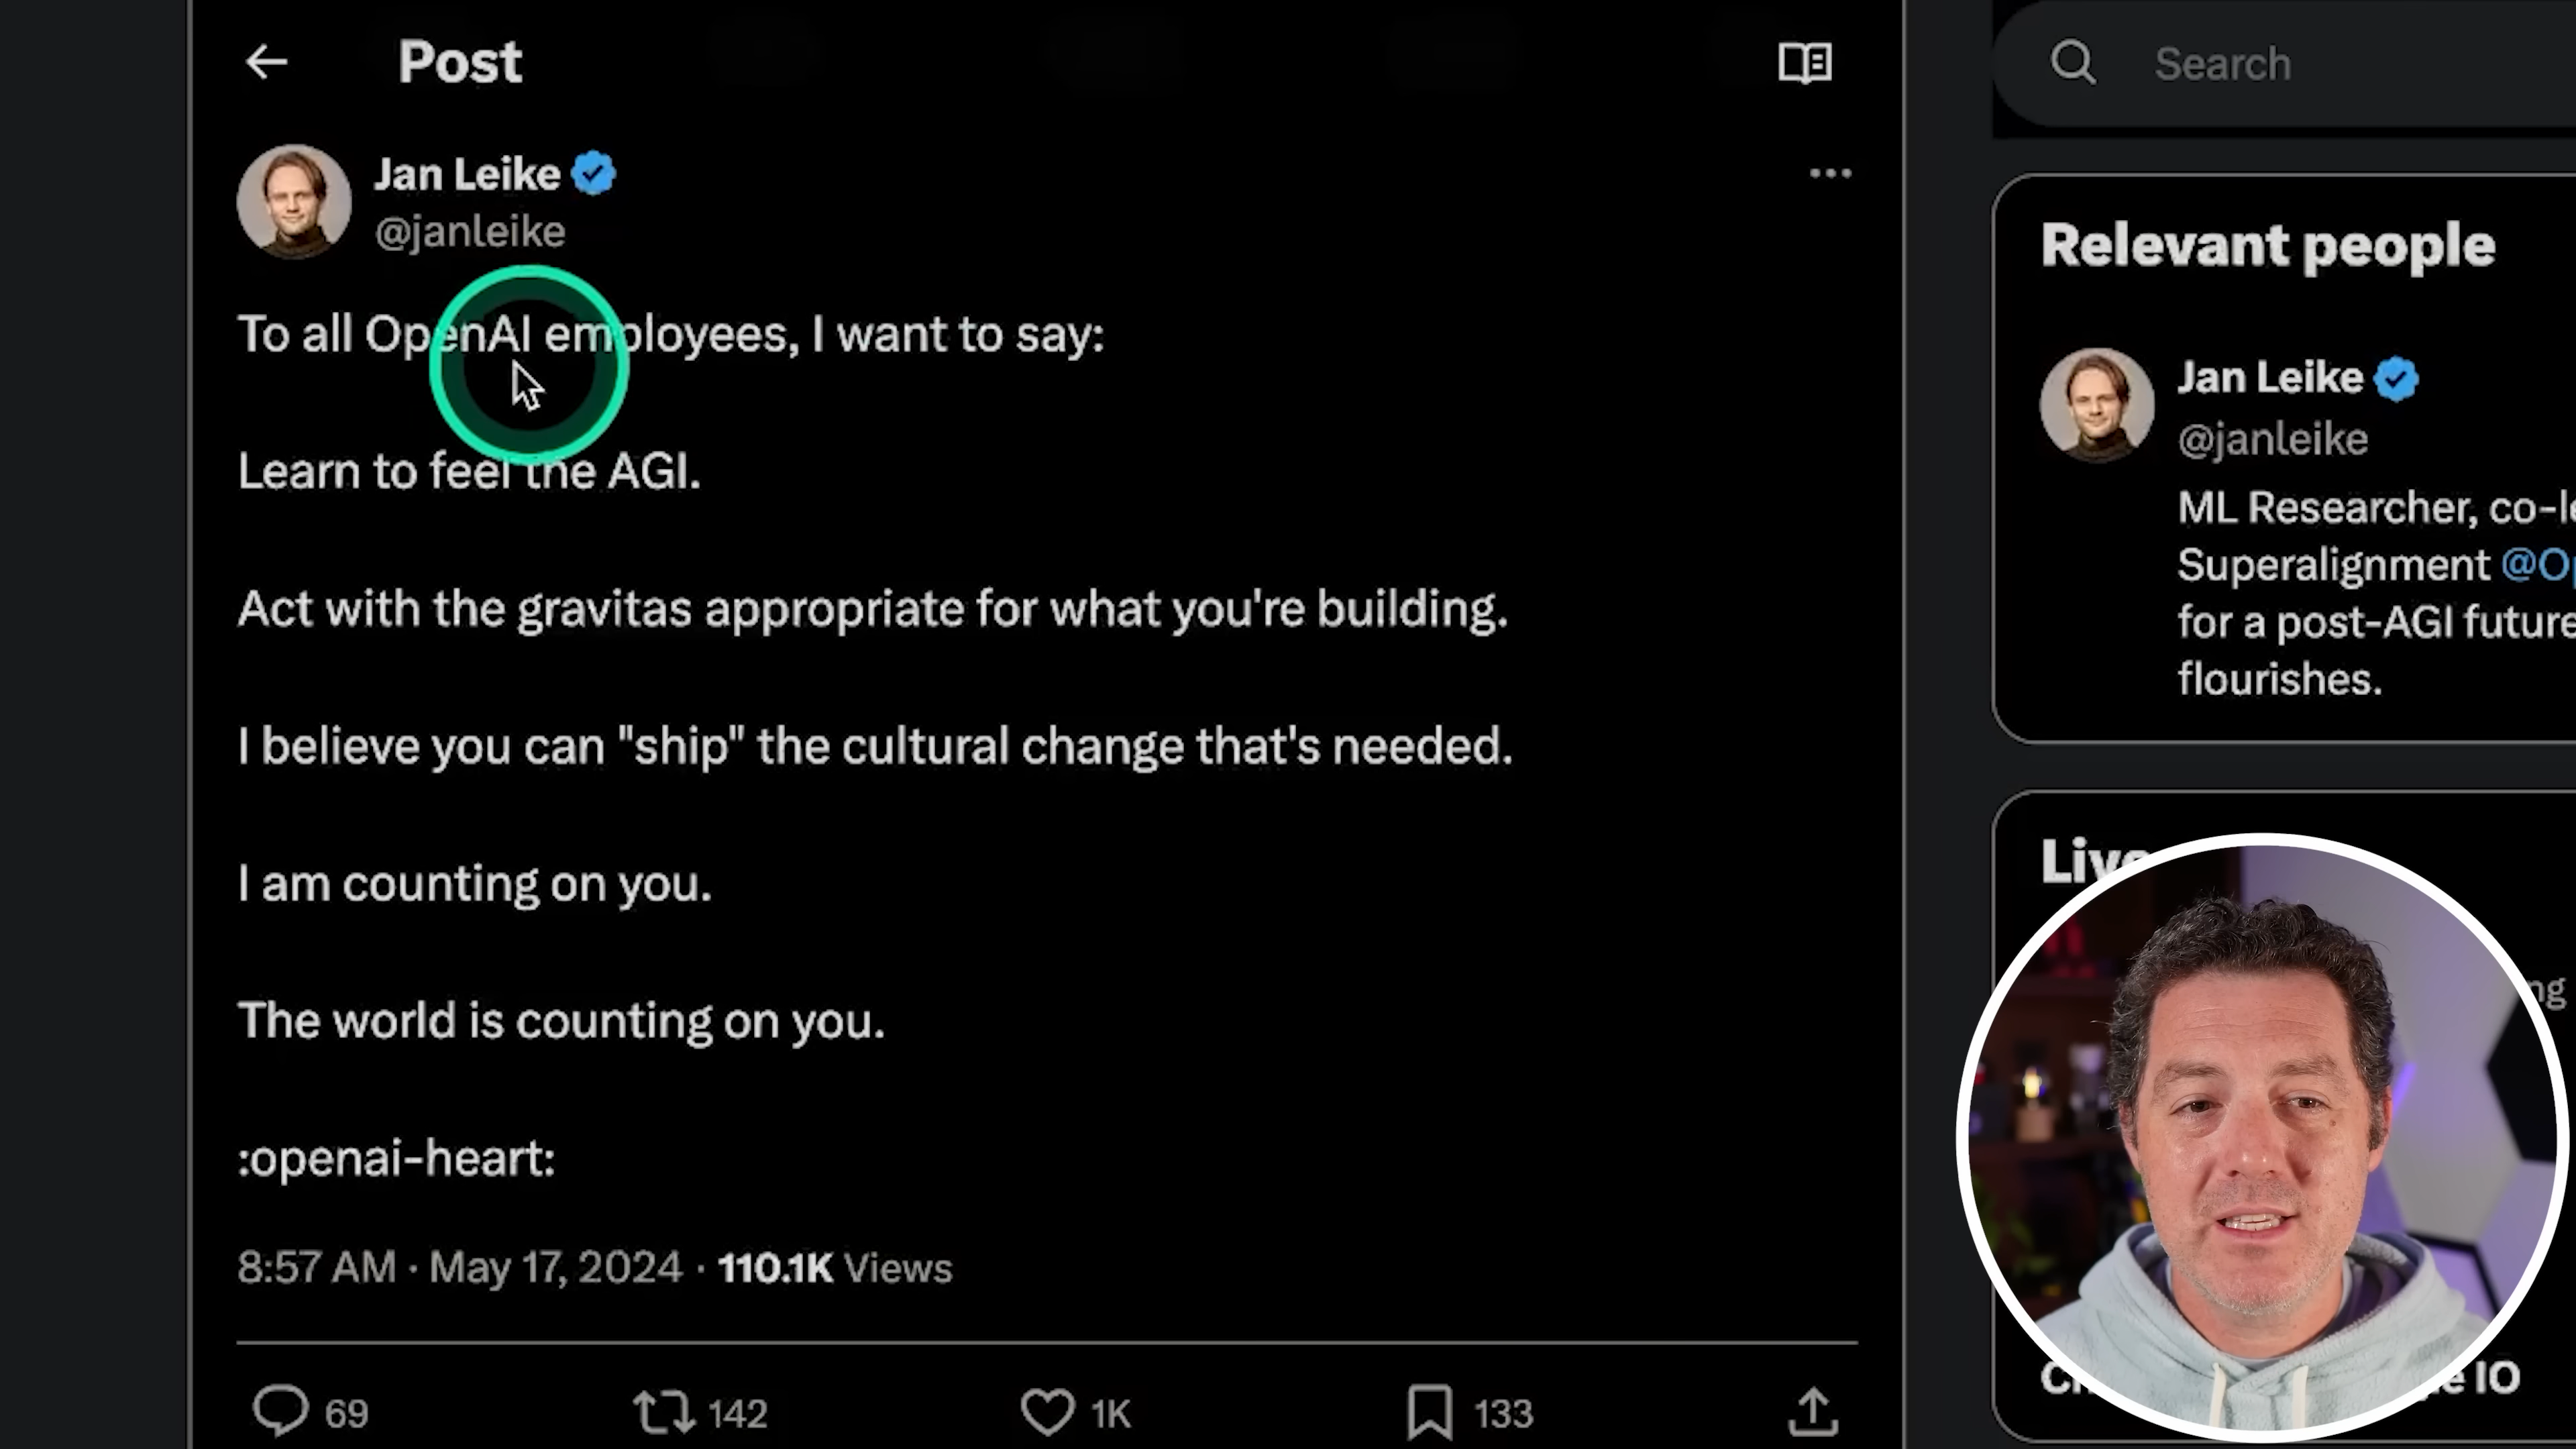 Post
Search
Jan Leike
@janleike
To all OpenAI employees, I want to say:
Learn to feel the AGI.
Act with the gravitas appropriate for what you're building.
I believe you can "ship" the cultural change that's needed.
I am counting on you.
The world is counting on you.
:openai-heart:
8:57 AM · May 17, 2024 · 110.1K Views
69 142 1K 133
Relevant people
Jan Leike
@janleike
ML Researcher,
Superalignment
for a post-AGI future
flourishes.
IO